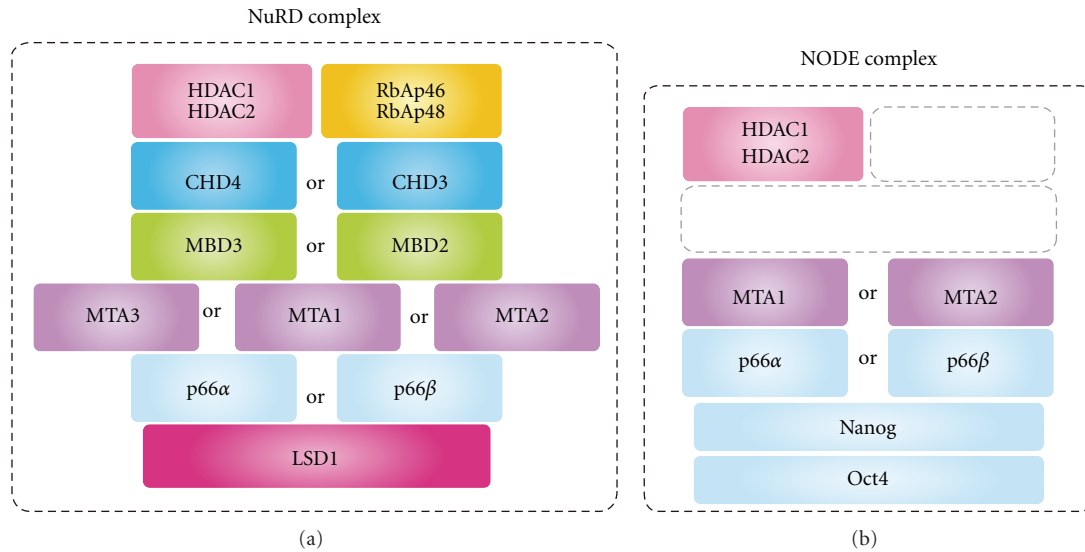 NuRD complex
HDAC1
HDAC2
RbAp46
RbAp48
CHD4 or CHD3
MBD3 or MBD2
MTA3 or MTA1 or MTA2
p66α or p66β
LSD1
(a)
NODE complex
HDAC1
HDAC2
MTA1 or MTA2
p66α or p66β
Nanog
Oct4
(b)